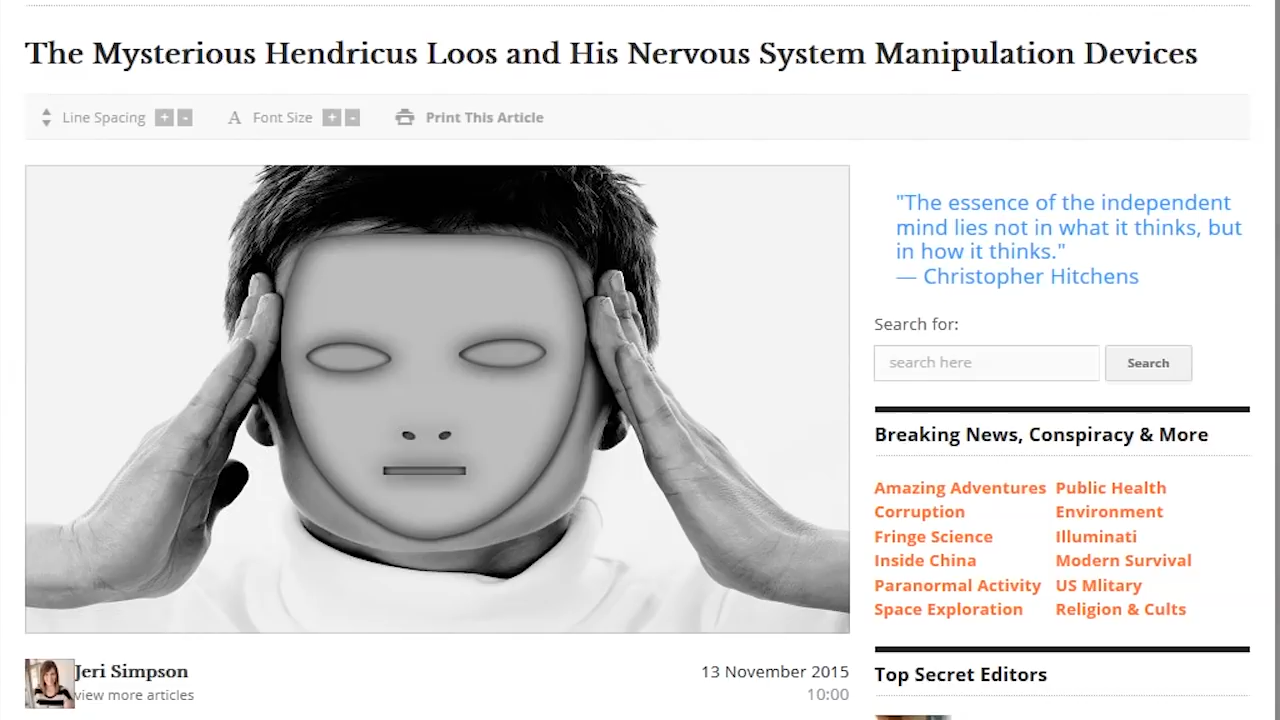 The Mysterious Hendricus Loos and His Nervous System Manipulation Devices
Line Spacing + -
A Font Size + -
Print This Article
"The essence of the independent
mind lies not in what it thinks, but
in how it thinks."
— Christopher Hitchens
Search for:
search here
Search
Breaking News, Conspiracy & More
Amazing Adventures Public Health
Corruption Environment
Fringe Science Illuminati
Inside China Modern Survival
Paranormal Activity US Mlitary
Space Exploration Religion & Cults
Jeri Simpson
view more articles
13 November 2015
10:00
Top Secret Editors